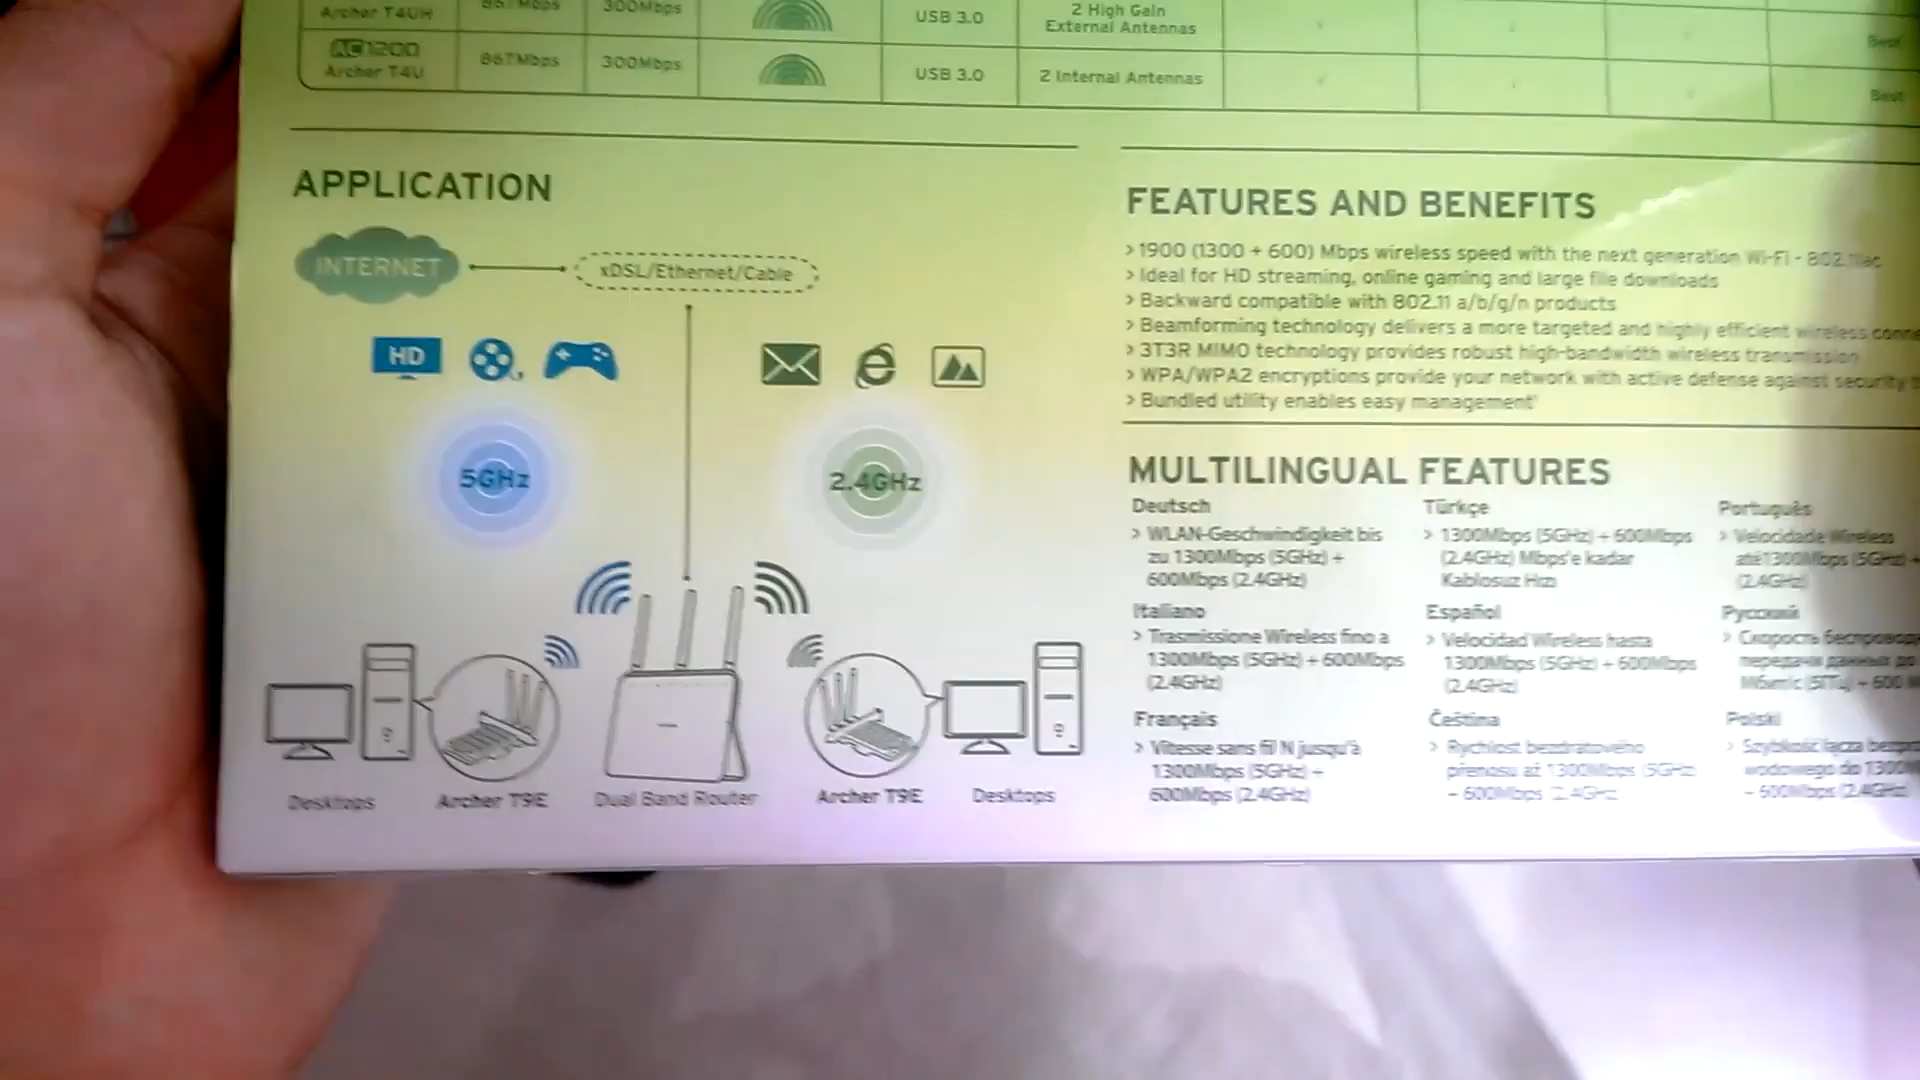 Archer T4UH 867Mbps 300Mbps USB 3.0 2 High Gain External Antennas Best
AC1200 Archer T4U 867Mbps 300Mbps USB 3.0 2 Internal Antennas Best
APPLICATION
INTERNET
xDSL/Ethernet/Cable
HD
5GHz
2.4GHz
Desktops
Archer T9E
Dual Band Router
Archer T9E
Desktops
FEATURES AND BENEFITS
> 1900 (1300 + 600) Mbps wireless speed with the next generation Wi-Fi - 802.11ac
> Ideal for HD streaming, online gaming and large file downloads
> Backward compatible with 802.11 a/b/g/n products
> Beamforming technology delivers a more targeted and highly efficient wireless
> 3T3R MIMO technology provides robust high-bandwidth wireless transmission
> WPA/WPA2 encryptions provide your network with active defense against security
> Bundled utility enables easy management
MULTILINGUAL FEATURES
Deutsch
> WLAN-Geschwindigkeit bis
zu 1300Mbps (5GHz) +
600Mbps (2.4GHz)
Türkçe
> 1300Mbps (5GHz) + 600Mbps
(2.4GHz) Mbps'e kadar
Kablosuz Hızı
Português
> Velocidade Wireless
até 1300Mbps (5GHz) +
(2.4GHz)
Italiano
> Trasmissione Wireless fino a
1300Mbps (5GHz) + 600Mbps
(2.4GHz)
Español
> Velocidad Wireless hasta
1300Mbps (5GHz) + 600Mbps
(2.4GHz)
Русский
> Скорость
передачи данных до
Мбит/с (5ГГц) + 600
Français
> Vitesse sans fil N jusqu'à
1300Mbps (5GHz) +
600Mbps (2.4GHz)
Čeština
> Rychlost bezdrátového
přenosu až 1300Mbps (5GHz)
+ 600Mbps (2.4GHz)
Polski
> Szybkość łącza
wodowego do
+ 600Mbps (2.4GHz)